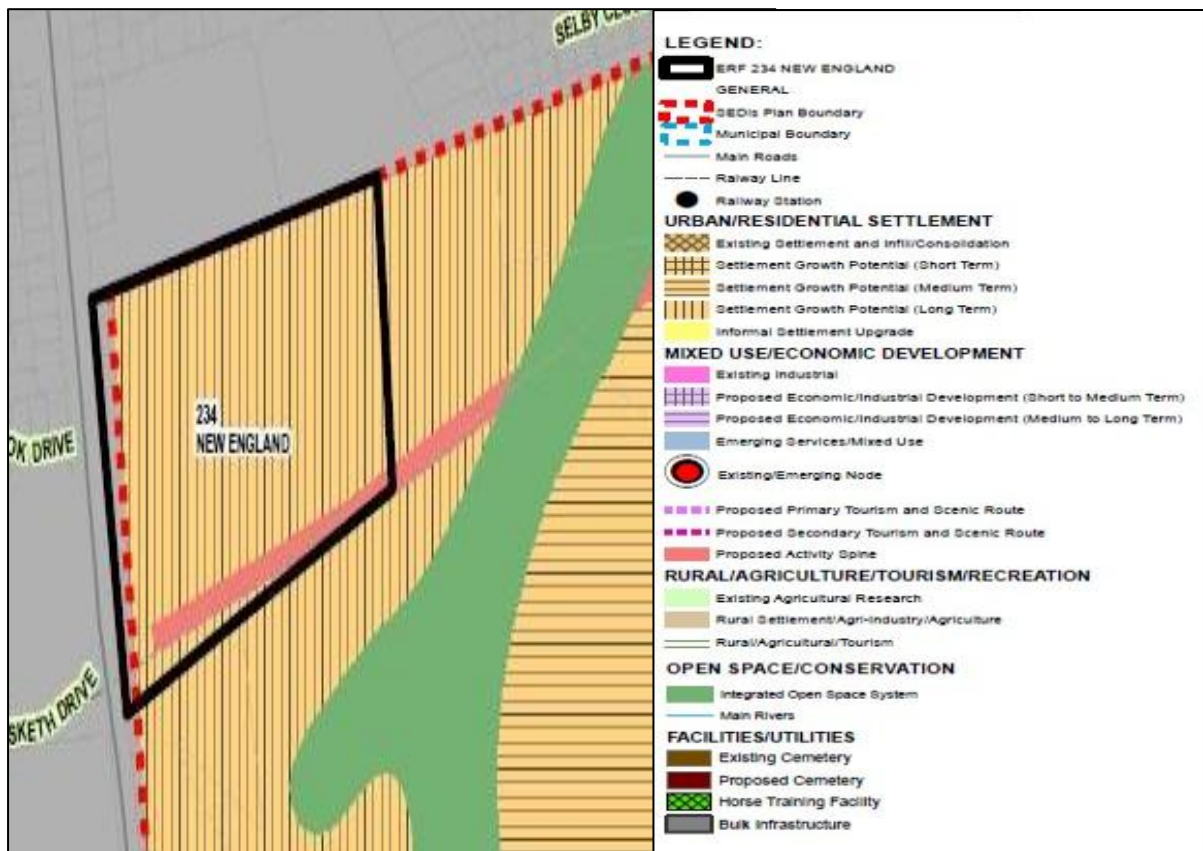 SELBY CLO
234
NEW ENGLAND
OK DRIVE
SKETH DRIVE
LEGEND:
ERF 234 NEW ENGLAND
GENERAL
SEDis Plan Boundary
Municipal Boundary
Main Roads
Railway Line
Railway Station
URBAN/RESIDENTIAL SETTLEMENT
Existing Settlement and Infill/Consolidation
Settlement Growth Potential (Short Term)
Settlement Growth Potential (Medium Term)
Settlement Growth Potential (Long Term)
Informal Settlement Upgrade
MIXED USE/ECONOMIC DEVELOPMENT
Existing Industrial
Proposed Economic/Industrial Development (Short to Medium Term)
Proposed Economic/Industrial Development (Medium to Long Term)
Emerging Services/Mixed Use
Existing/Emerging Node
Proposed Primary Tourism and Scenic Route
Proposed Secondary Tourism and Scenic Route
Proposed Activity Spine
RURAL/AGRICULTURE/TOURISM/RECREATION
Existing Agricultural Research
Rural Settlement/Agri-Industry/Agriculture
Rural/Agricultural/Tourism
OPEN SPACE/CONSERVATION
Integrated Open Space System
Main Rivers
FACILITIES/UTILITIES
Existing Cemetery
Proposed Cemetery
Horse Training Facility
Bulk Infrastructure